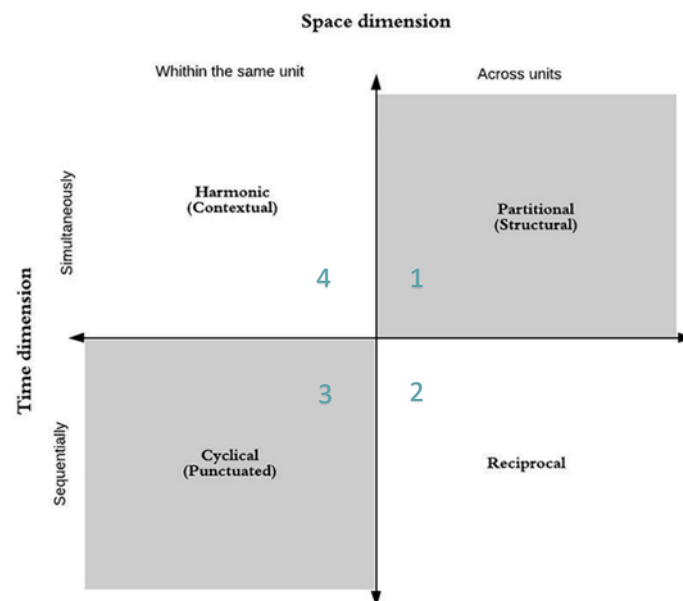 Space dimension
Whithin the same unit
Across units
Simultaneously
Harmonic
(Contextual)
Partitional
(Structural)
4
1
Time dimension
3
2
Sequentially
Cyclical
(Punctuated)
Reciprocal